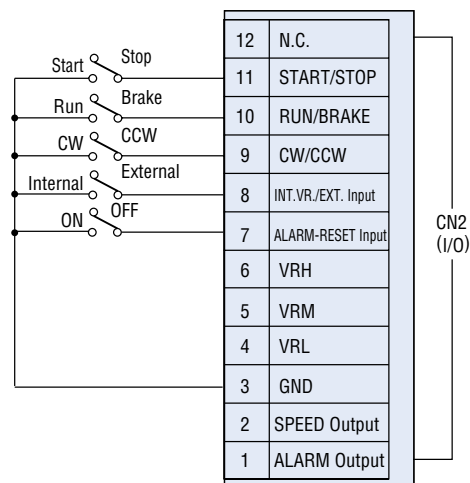 12 N.C.
Start Stop
11 START/STOP
Run Brake
10 RUN/BRAKE
CW CCW
9 CW/CCW
Internal External
8 INT.VR./EXT. Input
ON OFF
7 ALARM-RESET Input
6 VRH
5 VRM
4 VRL
3 GND
2 SPEED Output
1 ALARM Output
CN2
(I/O)